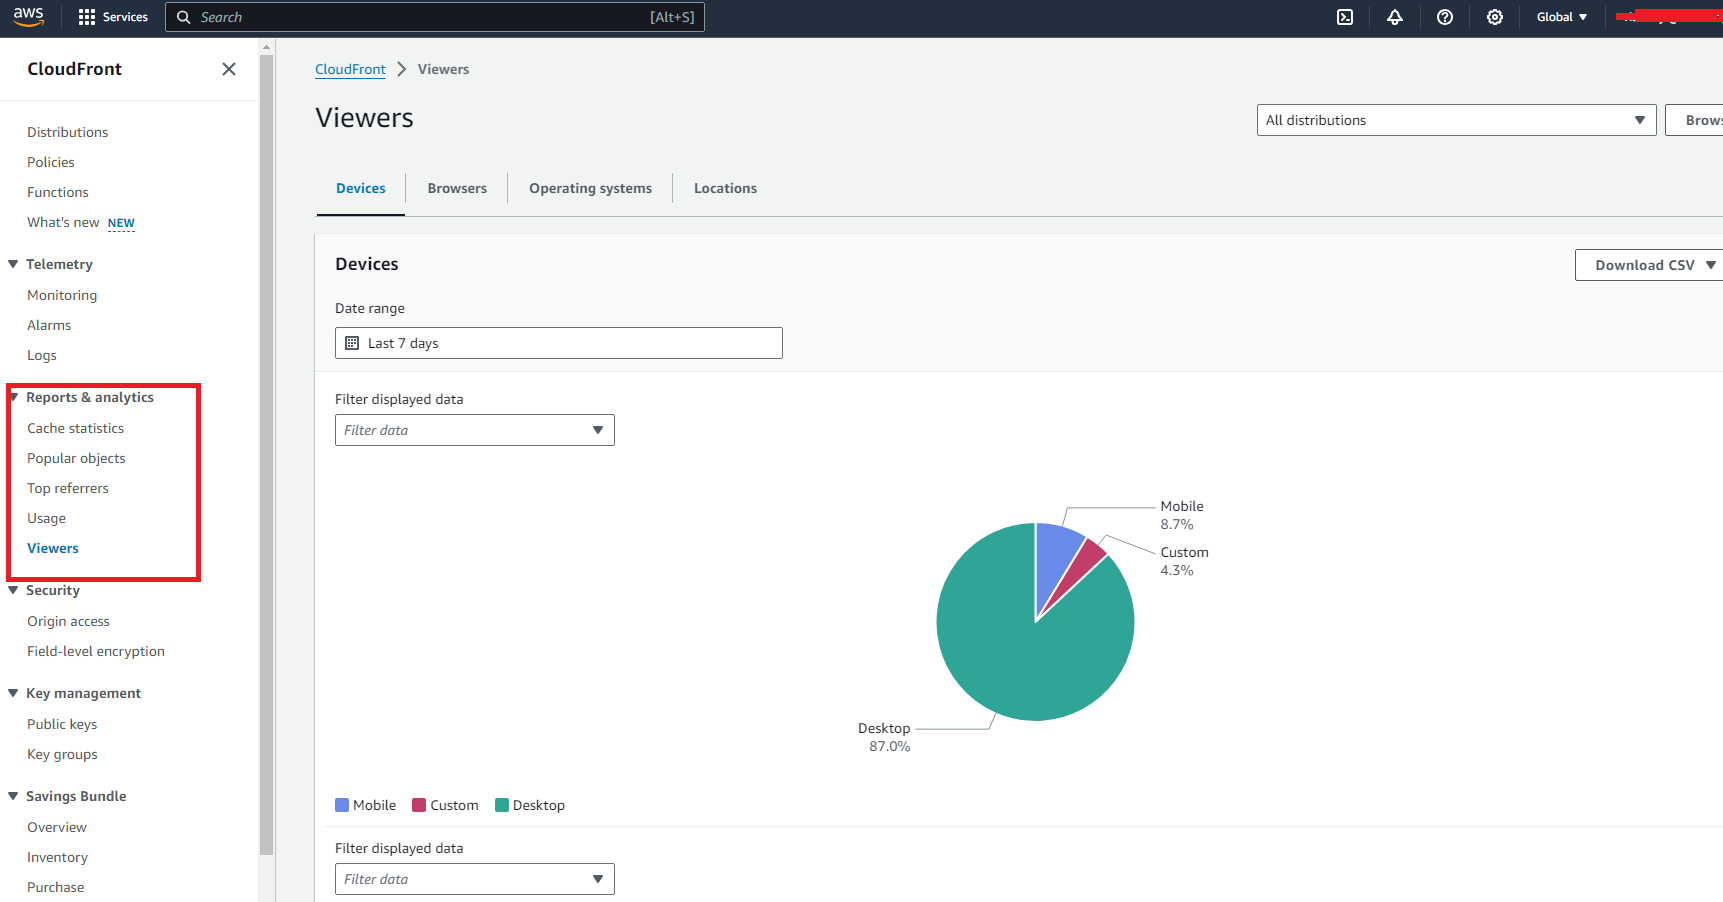 aws
Services
Search
[Alt+S]
Global
CloudFront
Distributions
Policies
Functions
What's new NEW
Telemetry
Monitoring
Alarms
Logs
Reports & analytics
Cache statistics
Popular objects
Top referrers
Usage
Viewers
Security
Origin access
Field-level encryption
Key management
Public keys
Key groups
Savings Bundle
Overview
Inventory
Purchase
CloudFront > Viewers
Viewers
All distributions
Brows
Devices
Browsers
Operating systems
Locations
Devices
Download CSV
Date range
Last 7 days
Filter displayed data
Filter data
Mobile
8.7%
Custom
4.3%
Desktop
87.0%
Mobile
Custom
Desktop
Filter displayed data
Filter data